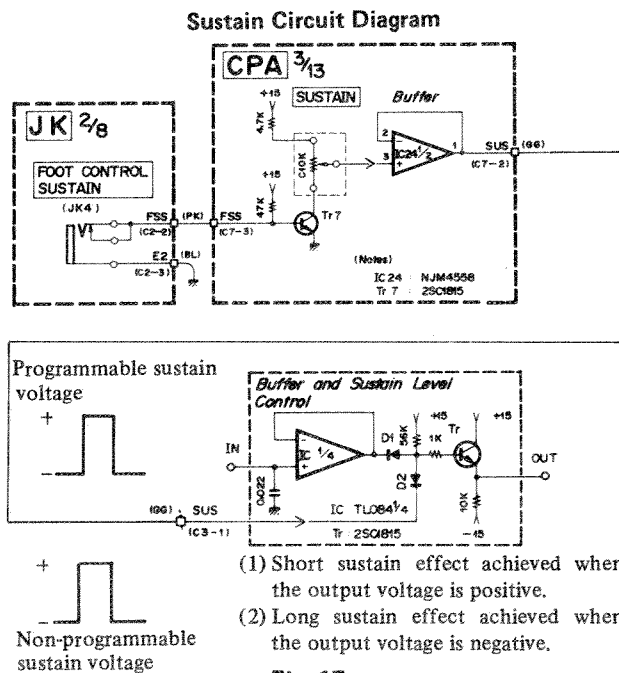 Sustain Circuit Diagram
CPA 3/13
+15
SUSTAIN
Buffer
4.7K
C10K
2
3
1
IC24 1/2
SUS (GG)
(C7-2)
JK 2/8
FOOT CONTROL
SUSTAIN
(JK4)
FSS (PK) FSS
(C2-2) (C7-3)
E2 (BL)
(C2-3)
+15
47K
Tr 7
(Notes)
IC 24 : NJM4558
Tr 7 : 2SC1815
Programmable sustain
voltage
+
−
Buffer and Sustain Level
Control
IN
IC 1/4
0.022
D1
56K
+15
1K
D2
Tr
+15
OUT
10K
−15
(GG) SUS
(C3-1)
IC TL084 1/4
Tr : 2SC1815
+
−
Non-programmable
sustain voltage
(1) Short sustain effect achieved when
the output voltage is positive.
(2) Long sustain effect achieved when
the output voltage is negative.